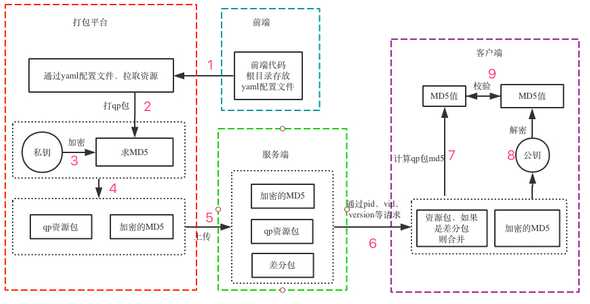 打包平台
前端
客户端
1
通过yaml配置文件、拉取资源
前端代码
根目录存放
yaml配置文件
9
校验
MD5值
MD5值
打qp包
2
私钥
加密
3
求MD5
服务端
解密
计算qp包md5
7
8
公钥
4
加密的MD5
通过pid、vid、
version等请求
qp资源包
加密的MD5
5
上传
qp资源包
6
资源包、如果
是差分包
则合并
加密的MD5
差分包